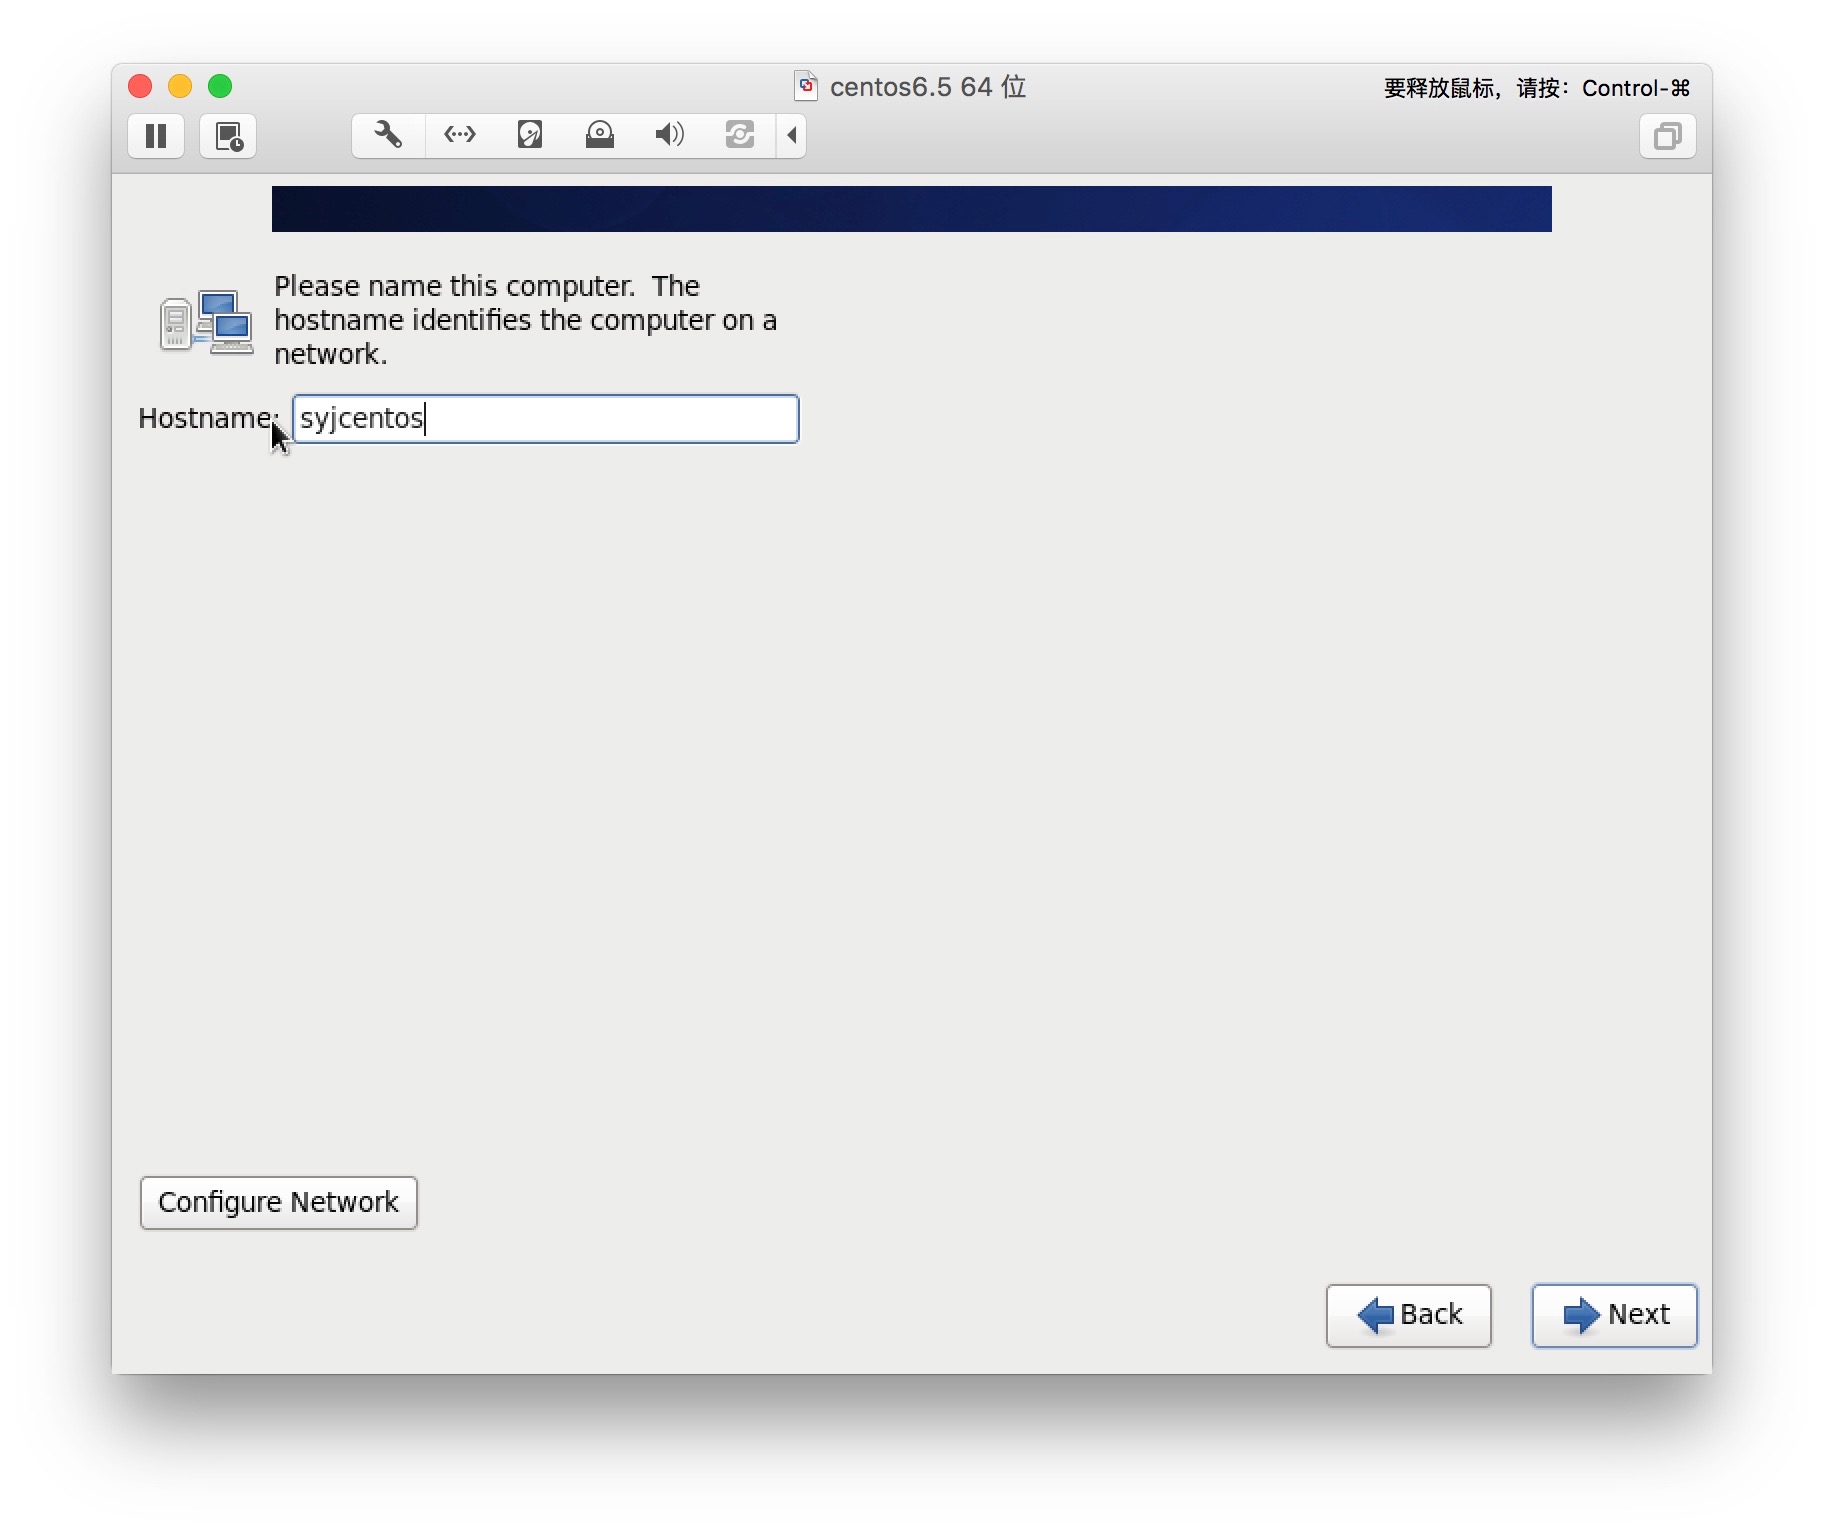 centos6.5 64 位
要释放鼠标，请按：Control-⌘
Please name this computer.  The
hostname identifies the computer on a
network.
Hostname: syjcentos
Configure Network
Back
Next